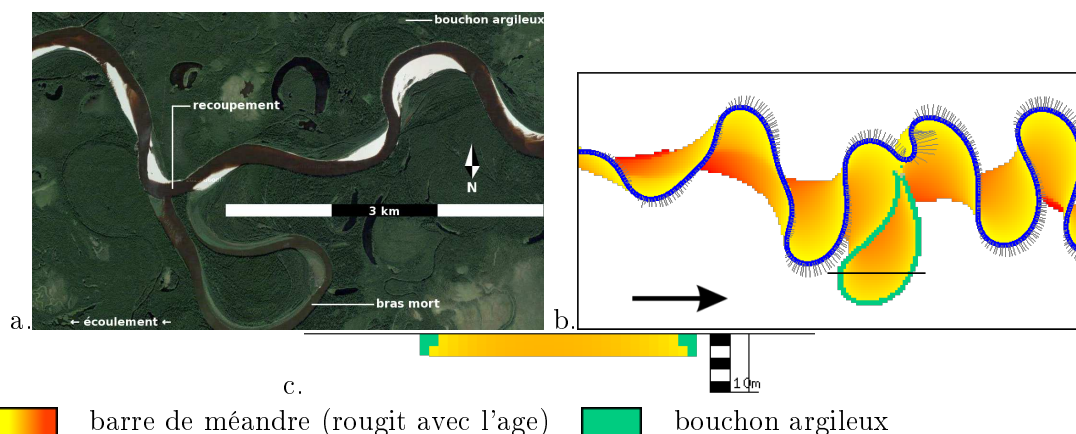 bouchon argileux
recoupement
N
3 km
bras mort
← écoulement ←
a.
b.
10m
c.
barre de méandre (rougit avec l'age)
bouchon argileux